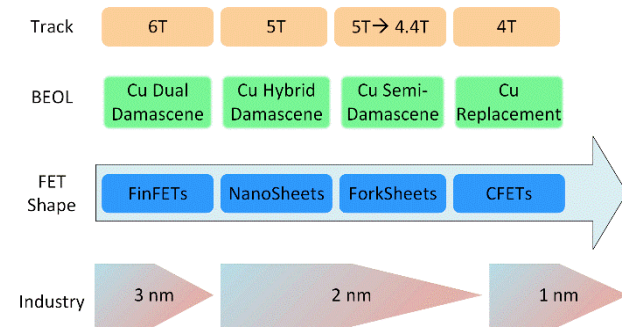 Track
6T
5T
5T→ 4.4T
4T
BEOL
Cu Dual
Damascene
Cu Hybrid
Damascene
Cu Semi-
Damascene
Cu
Replacement
FET
Shape
FinFETs
NanoSheets
ForkSheets
CFETs
Industry
3 nm
2 nm
1 nm